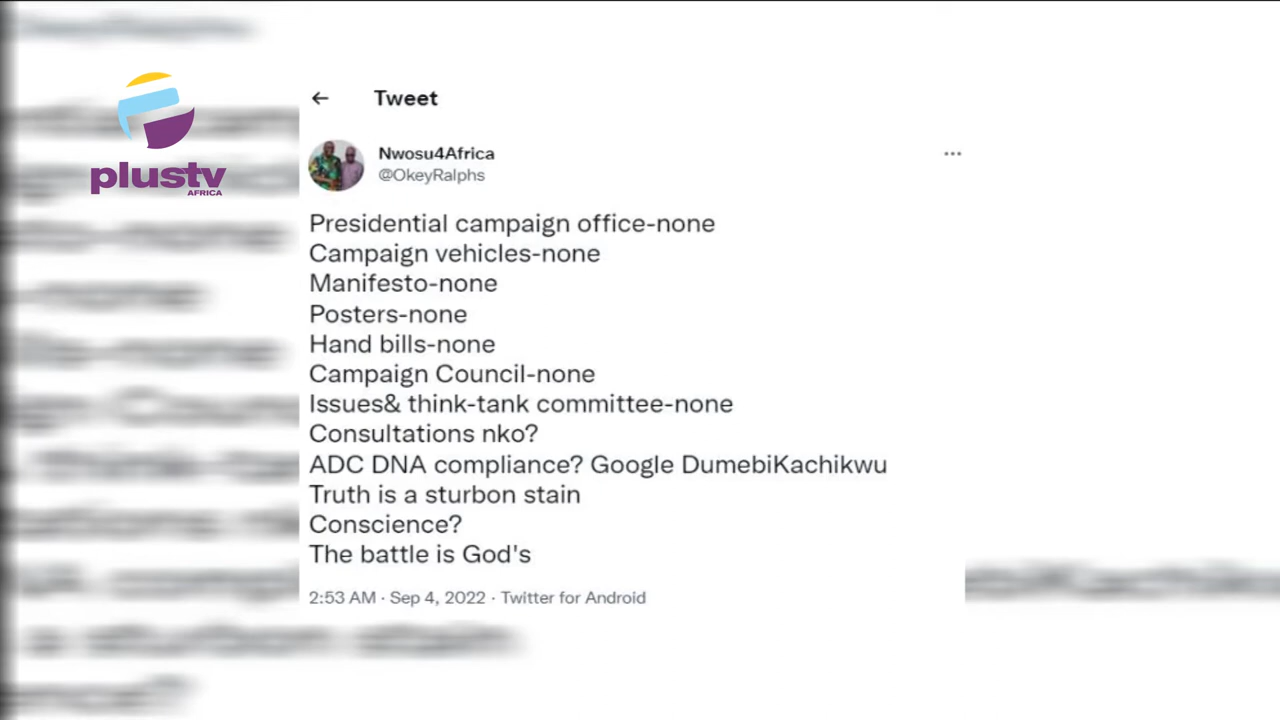 plustv
AFRICA
Tweet
Nwosu4Africa
@OkeyRalphs
Presidential campaign office-none
Campaign vehicles-none
Manifesto-none
Posters-none
Hand bills-none
Campaign Council-none
Issues& think-tank committee-none
Consultations nko?
ADC DNA compliance? Google DumebiKachikwu
Truth is a sturbon stain
Conscience?
The battle is God's
2:53 AM · Sep 4, 2022 · Twitter for Android